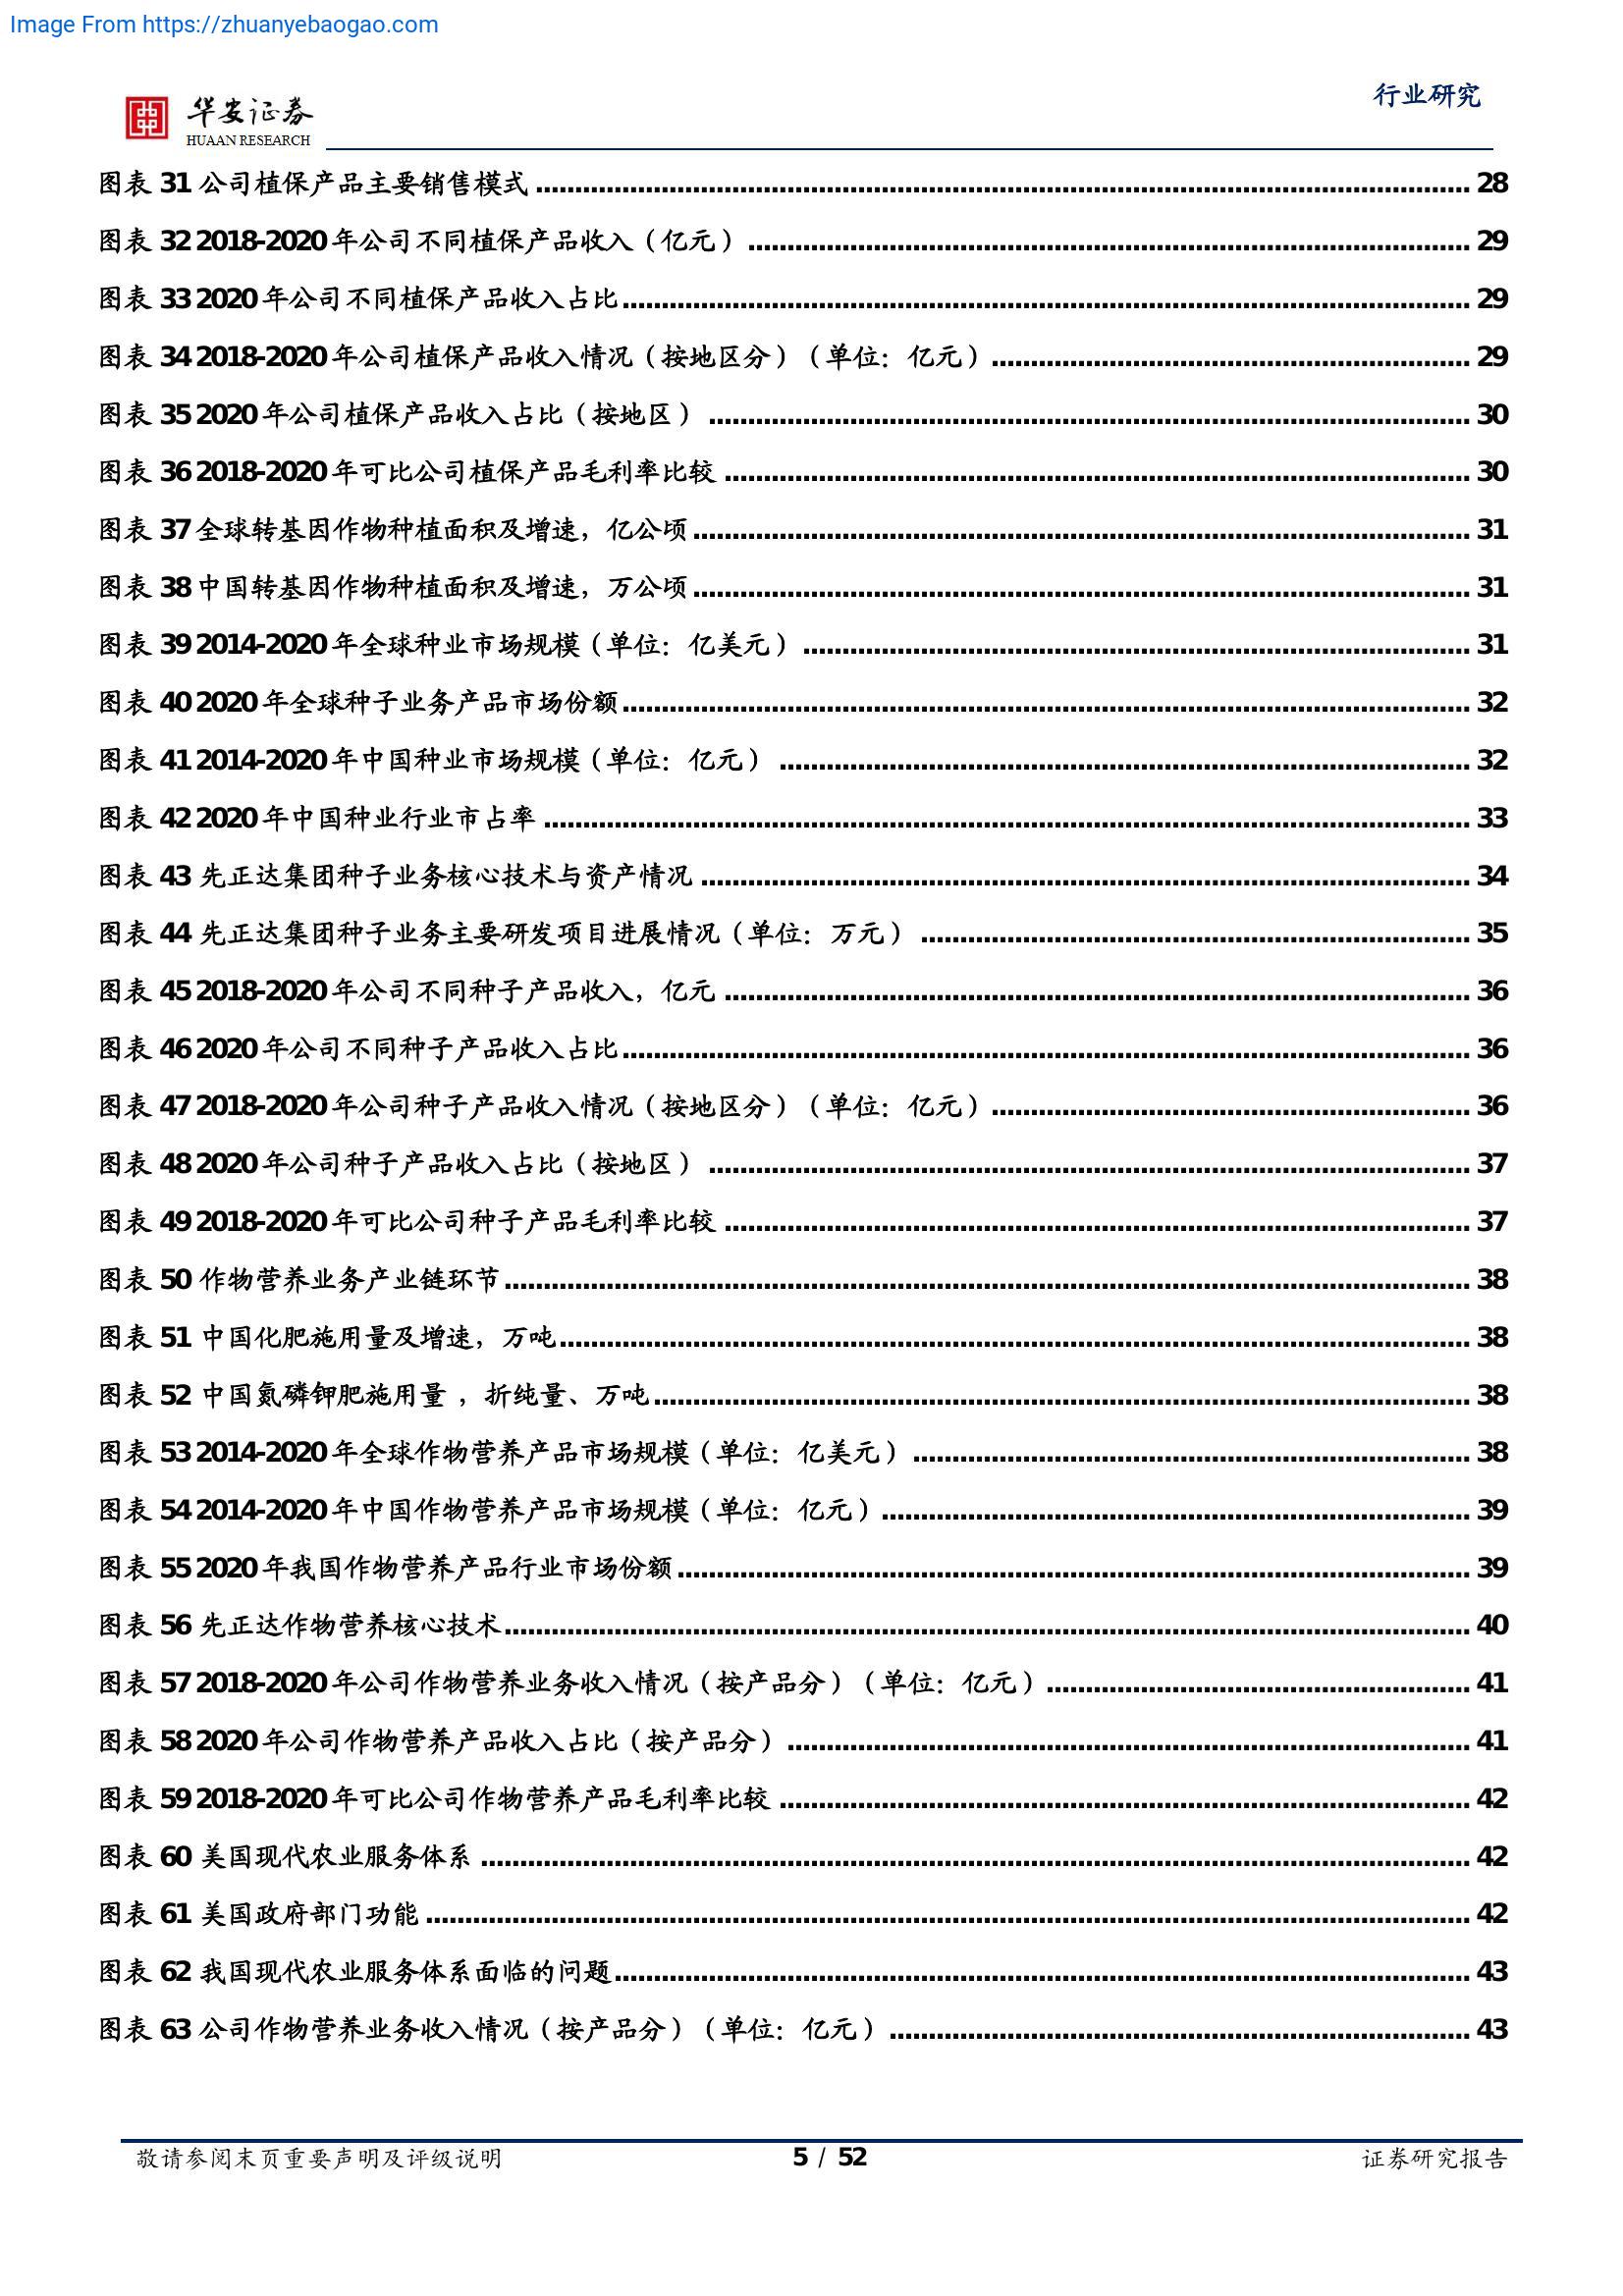 Image From https://zhuanyebaogao.com
行业研究
华安证券
HUAAN RESEARCH
图表 31 公司植保产品主要销售模式 ........ 28
图表 32 2018-2020 年公司不同植保产品收入（亿元） ........ 29
图表 33 2020 年公司不同植保产品收入占比 ........ 29
图表 34 2018-2020 年公司植保产品收入情况（按地区分）（单位：亿元） ........ 29
图表 35 2020 年公司植保产品收入占比（按地区） ........ 30
图表 36 2018-2020 年可比公司植保产品毛利率比较 ........ 30
图表 37 全球转基因作物种植面积及增速，亿公顷 ........ 31
图表 38 中国转基因作物种植面积及增速，万公顷 ........ 31
图表 39 2014-2020 年全球种业市场规模（单位：亿美元） ........ 31
图表 40 2020 年全球种子业务产品市场份额 ........ 32
图表 41 2014-2020 年中国种业市场规模（单位：亿元） ........ 32
图表 42 2020 年中国种业行业市占率 ........ 33
图表 43 先正达集团种子业务核心技术与资产情况 ........ 34
图表 44 先正达集团种子业务主要研发项目进展情况（单位：万元） ........ 35
图表 45 2018-2020 年公司不同种子产品收入，亿元 ........ 36
图表 46 2020 年公司不同种子产品收入占比 ........ 36
图表 47 2018-2020 年公司种子产品收入情况（按地区分）（单位：亿元） ........ 36
图表 48 2020 年公司种子产品收入占比（按地区） ........ 37
图表 49 2018-2020 年可比公司种子产品毛利率比较 ........ 37
图表 50 作物营养业务产业链环节 ........ 38
图表 51 中国化肥施用量及增速，万吨 ........ 38
图表 52 中国氮磷钾肥施用量 ，折纯量、万吨 ........ 38
图表 53 2014-2020 年全球作物营养产品市场规模（单位：亿美元） ........ 38
图表 54 2014-2020 年中国作物营养产品市场规模（单位：亿元） ........ 39
图表 55 2020 年我国作物营养产品行业市场份额 ........ 39
图表 56 先正达作物营养核心技术 ........ 40
图表 57 2018-2020 年公司作物营养业务收入情况（按产品分）（单位：亿元） ........ 41
图表 58 2020 年公司作物营养产品收入占比（按产品分） ........ 41
图表 59 2018-2020 年可比公司作物营养产品毛利率比较 ........ 42
图表 60 美国现代农业服务体系 ........ 42
图表 61 美国政府部门功能 ........ 42
图表 62 我国现代农业服务体系面临的问题 ........ 43
图表 63 公司作物营养业务收入情况（按产品分）（单位：亿元） ........ 43
敬请参阅末页重要声明及评级说明 5 / 52 证券研究报告